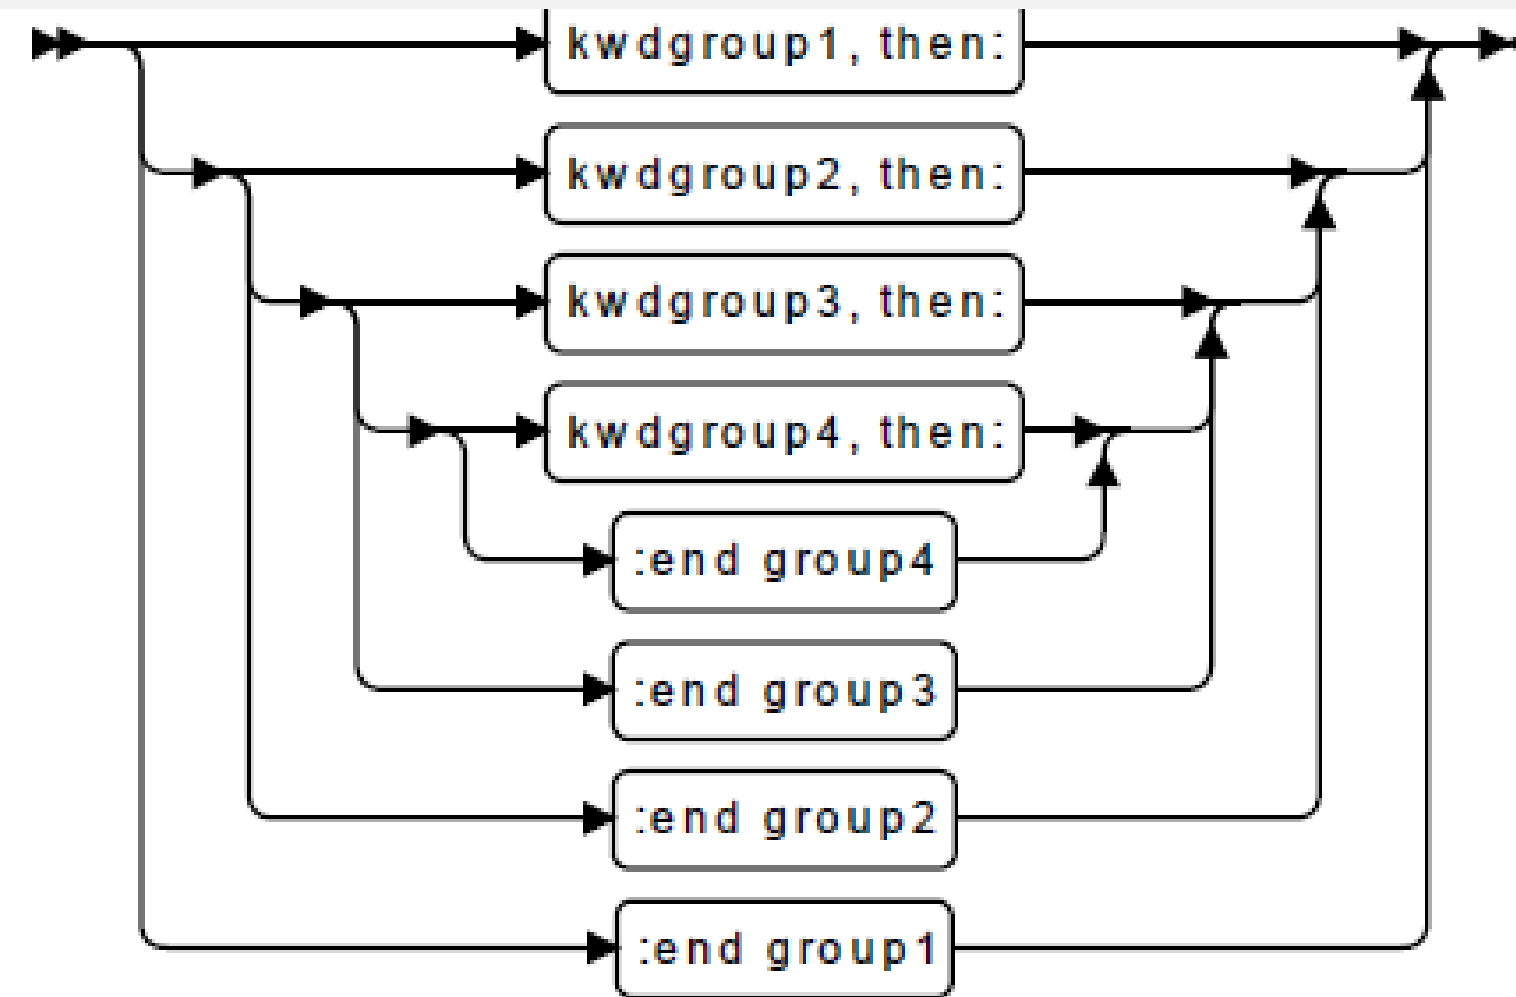 kwdgroup1, then:
kwdgroup2, then:
kwdgroup3, then:
kwdgroup4, then:
:end group4
:end group3
:end group2
:end group1